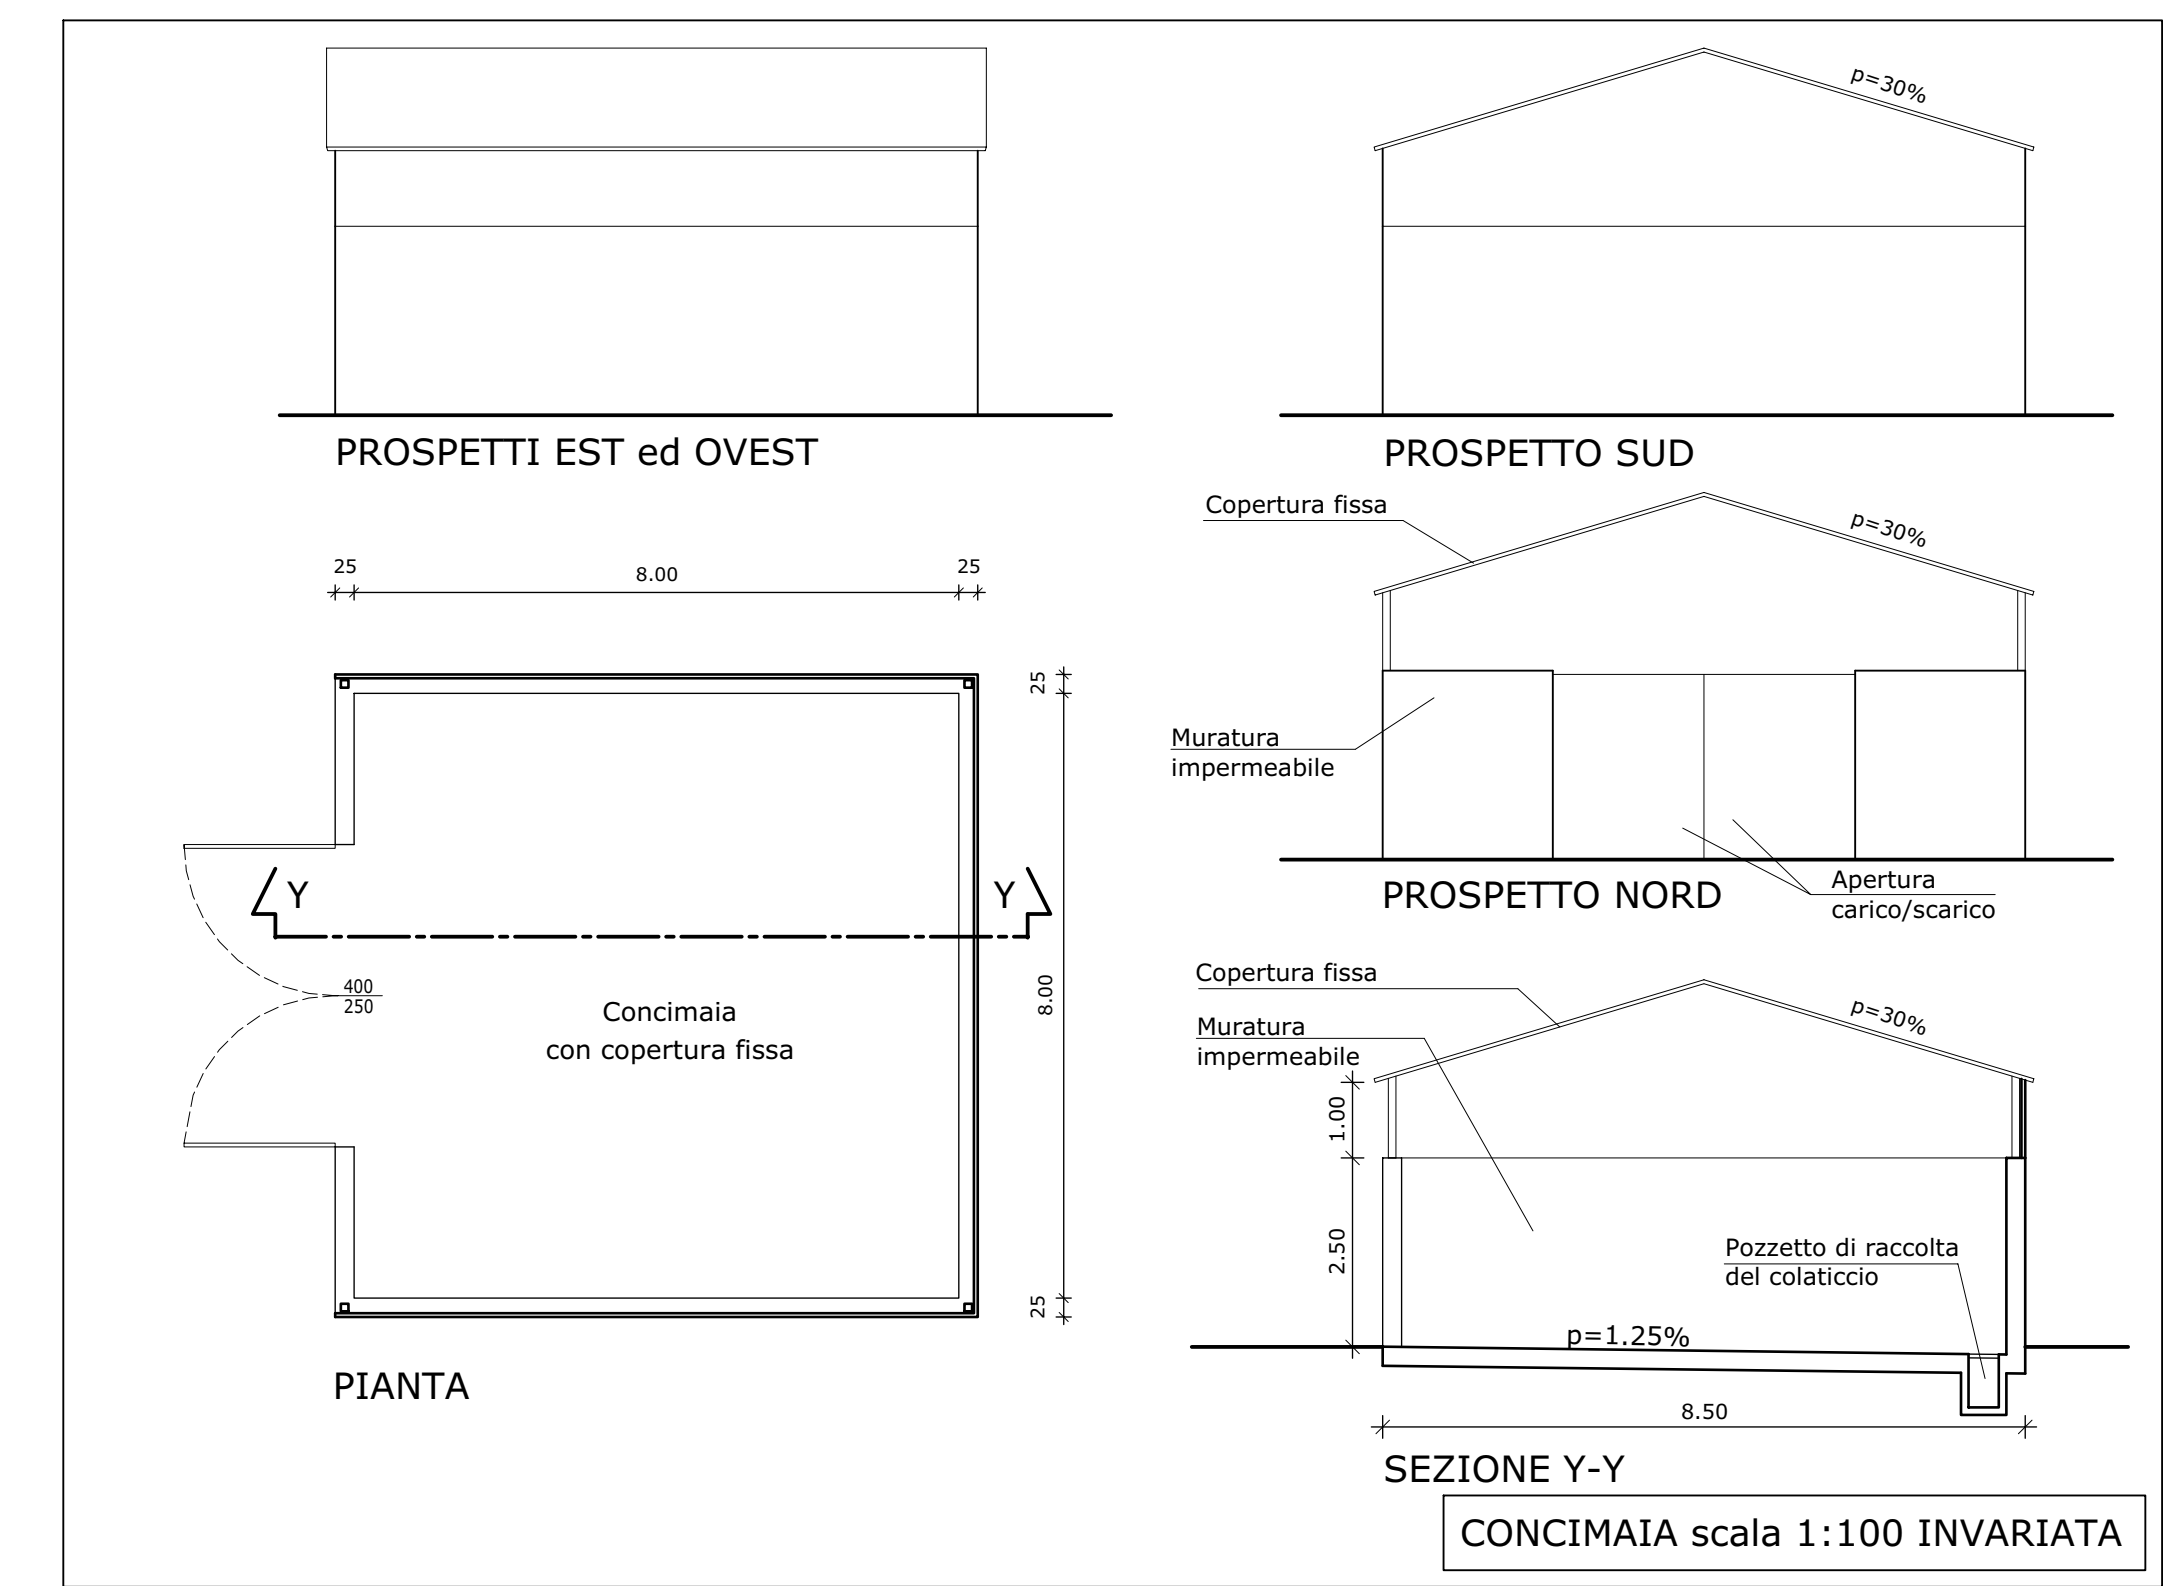 p=30%
PROSPETTI EST ed OVEST
PROSPETTO SUD
Copertura fissa
p=30%
25
8.00
25
25
Muratura
impermeabile
PROSPETTO NORD
Apertura
carico/scarico
Y
Y
400
250
8.00
Concimaia
con copertura fissa
25
PIANTA
Copertura fissa
p=30%
Muratura
impermeabile
1.00
2.50
Pozzetto di raccolta
del colaticcio
p=1.25%
8.50
SEZIONE Y-Y
CONCIMAIA scala 1:100 INVARIATA